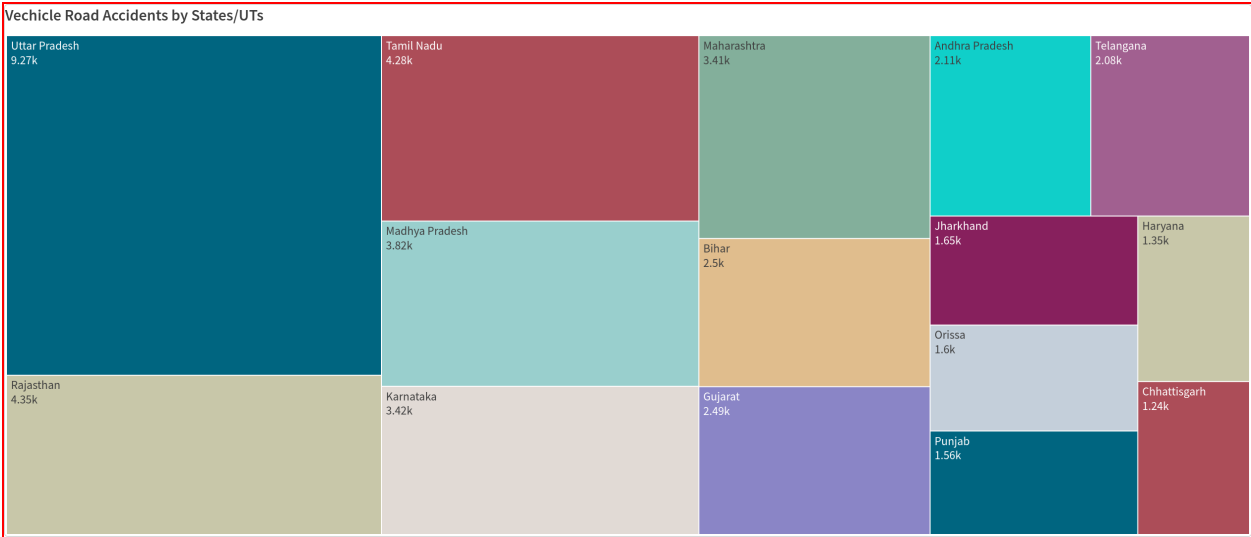 Vechicle Road Accidents by States/UTs
Uttar Pradesh
9.27k
Rajasthan
4.35k
Tamil Nadu
4.28k
Madhya Pradesh
3.82k
Karnataka
3.42k
Maharashtra
3.41k
Bihar
2.5k
Gujarat
2.49k
Andhra Pradesh
2.11k
Telangana
2.08k
Jharkhand
1.65k
Orissa
1.6k
Punjab
1.56k
Haryana
1.35k
Chhattisgarh
1.24k